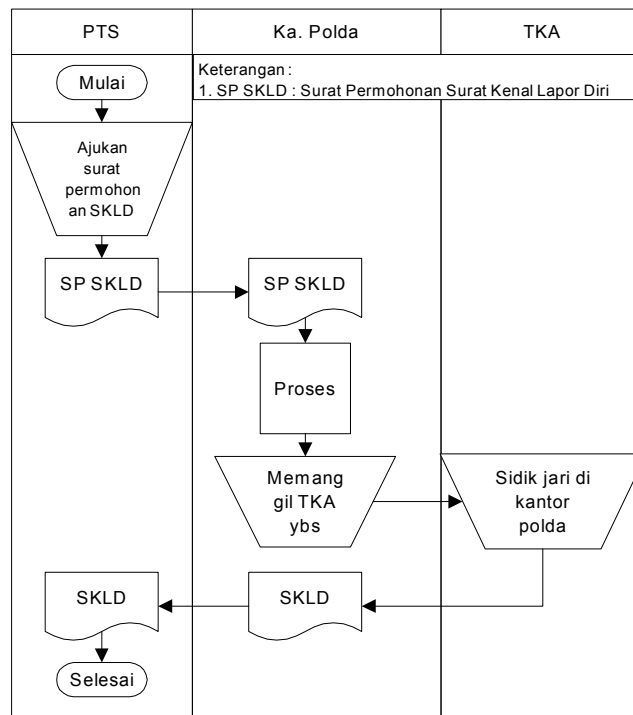 PTS
Ka. Polda
TKA
Mulai
Keterangan :
1. SP SKLD : Surat Permohonan Surat Kenal Lapor Diri
Ajukan
surat
permohon
an SKLD
SP SKLD
SP SKLD
Proses
Memang
gil TKA
ybs
Sidik jari di
kantor
polda
SKLD
SKLD
Selesai